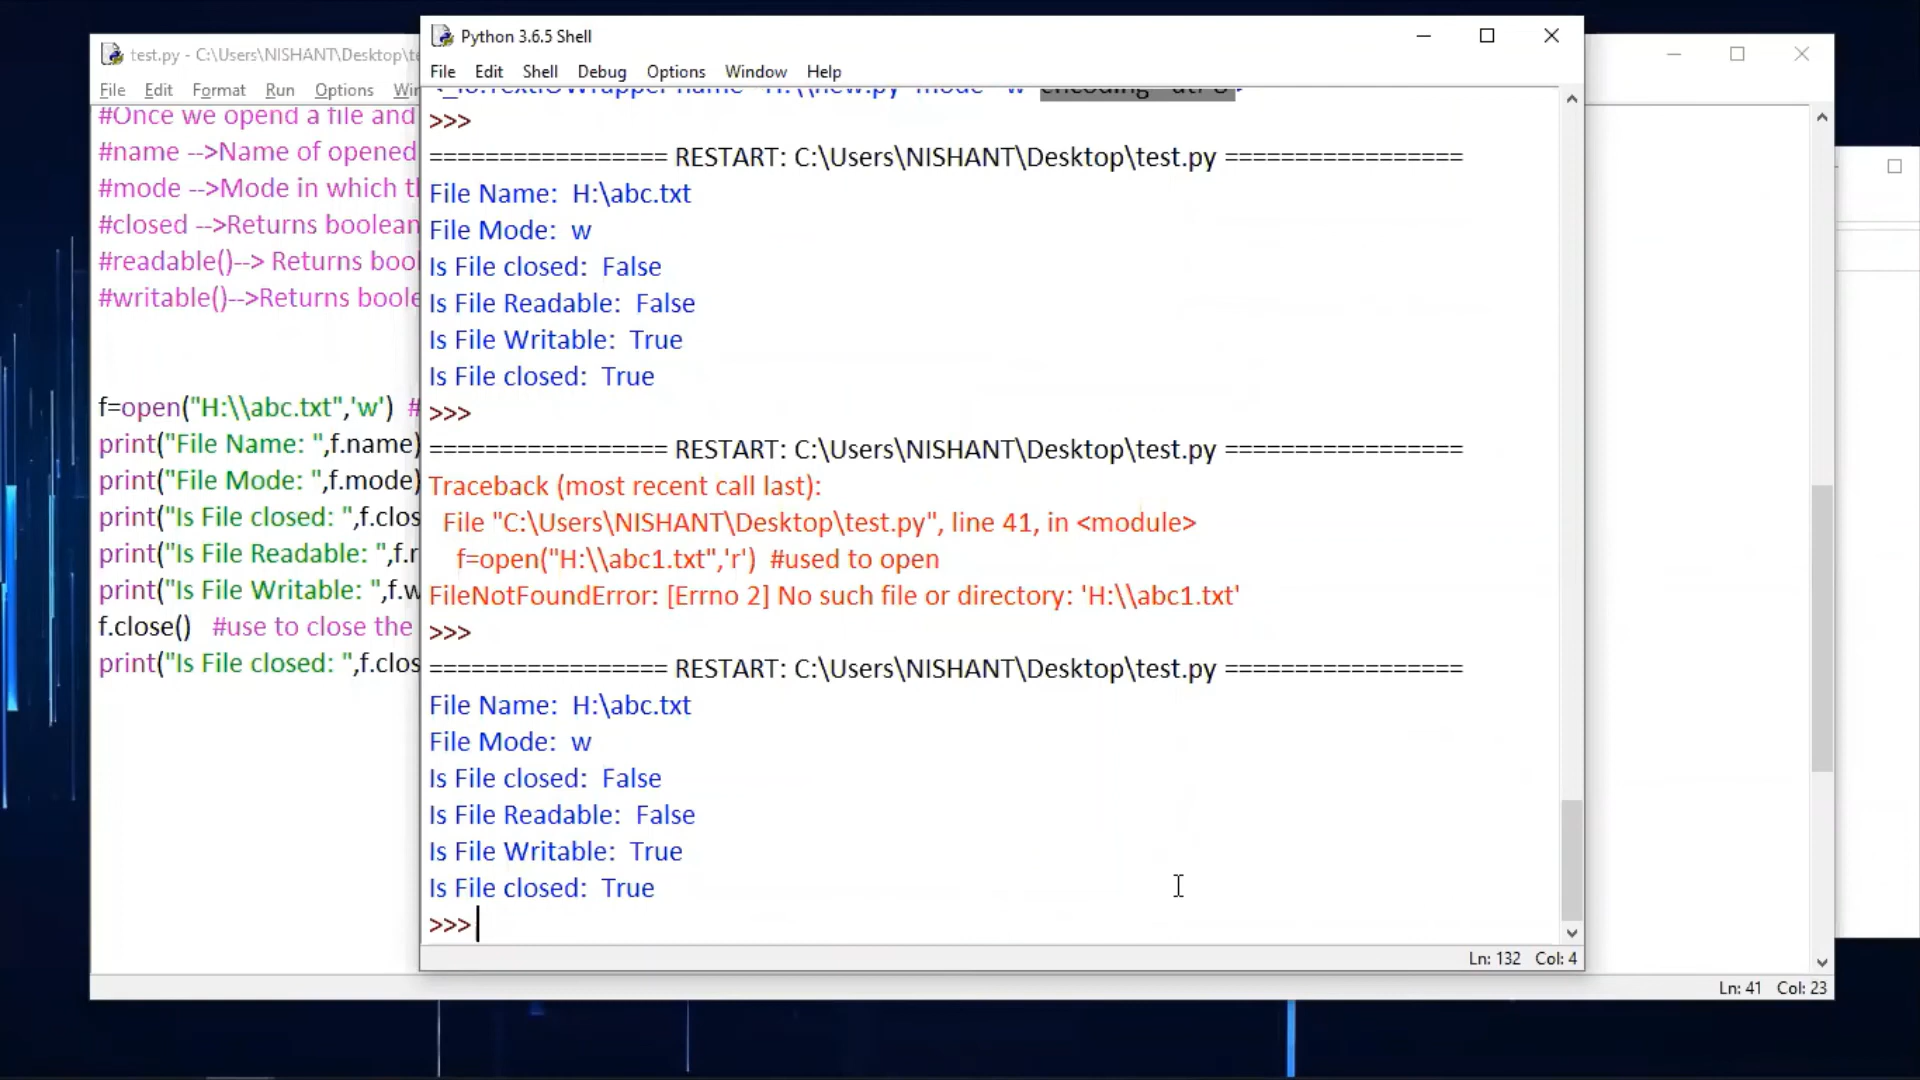 test.py - C:\Users\NISHANT\Desktop\
File Edit Format Run Options
#Once we opend a file and
#name -->Name of opened
#mode -->Mode in which
#closed -->Returns boolean
#readable()--> Returns
#writable()-->Returns
f=open("H:\\abc.txt",'w') #
print("File Name: ",f.name)
print("File Mode: ",f.mode)
print("Is File closed: ",f.clos
print("Is File Readable: ",f.r
print("Is File Writable: ",f.w
f.close() #use to close the
print("Is File closed: ",f.clos
Ln: 41 Col: 23
Python 3.6.5 Shell
File Edit Shell Debug Options Window Help
>>>
================= RESTART: C:\Users\NISHANT\Desktop\test.py =================
File Name:  H:\abc.txt
File Mode:  w
Is File closed:  False
Is File Readable:  False
Is File Writable:  True
Is File closed:  True
>>>
================= RESTART: C:\Users\NISHANT\Desktop\test.py =================
Traceback (most recent call last):
  File "C:\Users\NISHANT\Desktop\test.py", line 41, in <module>
    f=open("H:\\abc1.txt",'r')  #used to open
FileNotFoundError: [Errno 2] No such file or directory: 'H:\\abc1.txt'
>>>
================= RESTART: C:\Users\NISHANT\Desktop\test.py =================
File Name:  H:\abc.txt
File Mode:  w
Is File closed:  False
Is File Readable:  False
Is File Writable:  True
Is File closed:  True
>>>
Ln: 132 Col: 4